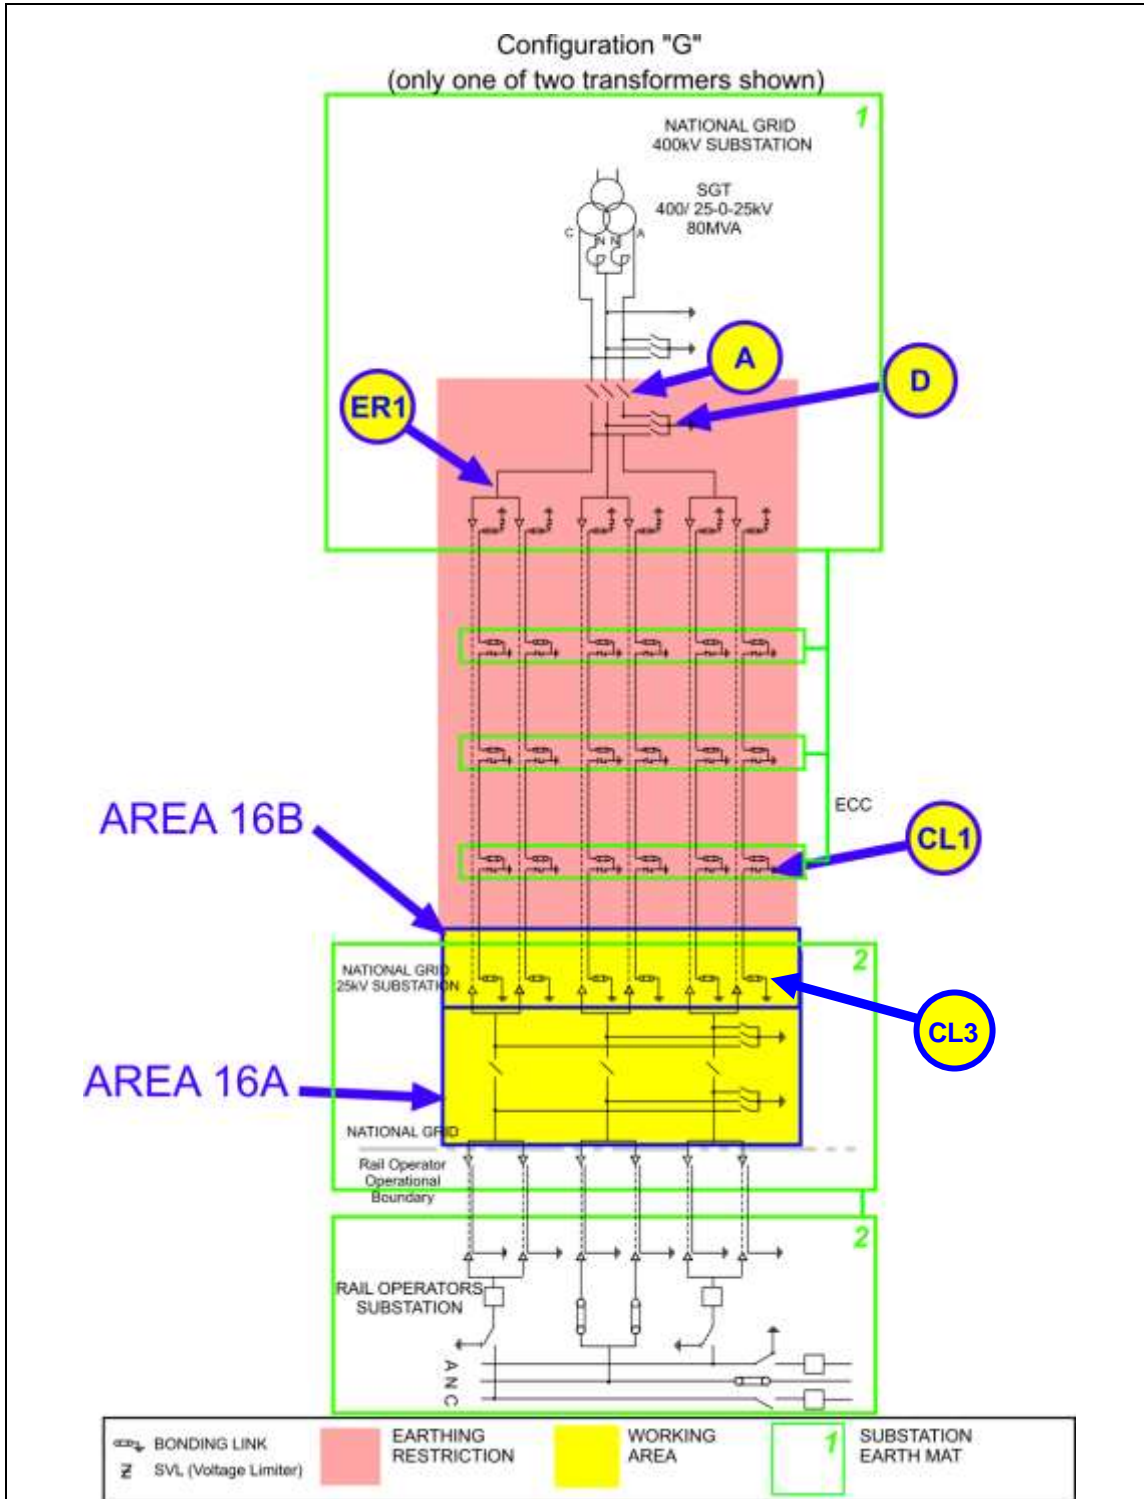 Configuration "G"
(only one of two transformers shown)
1
NATIONAL GRID
400kV SUBSTATION
SGT
400/ 25-0-25kV
80MVA
C
N N
A
A
D
ER1
ECC
CL1
AREA 16B
2
NATIONAL GRID
25kV SUBSTATION
CL3
AREA 16A
NATIONAL GRID
Rail Operator
Operational
Boundary
2
RAIL OPERATORS
SUBSTATION
A
N
C
BONDING LINK
SVL (Voltage Limiter)
EARTHING
RESTRICTION
WORKING
AREA
1
SUBSTATION
EARTH MAT